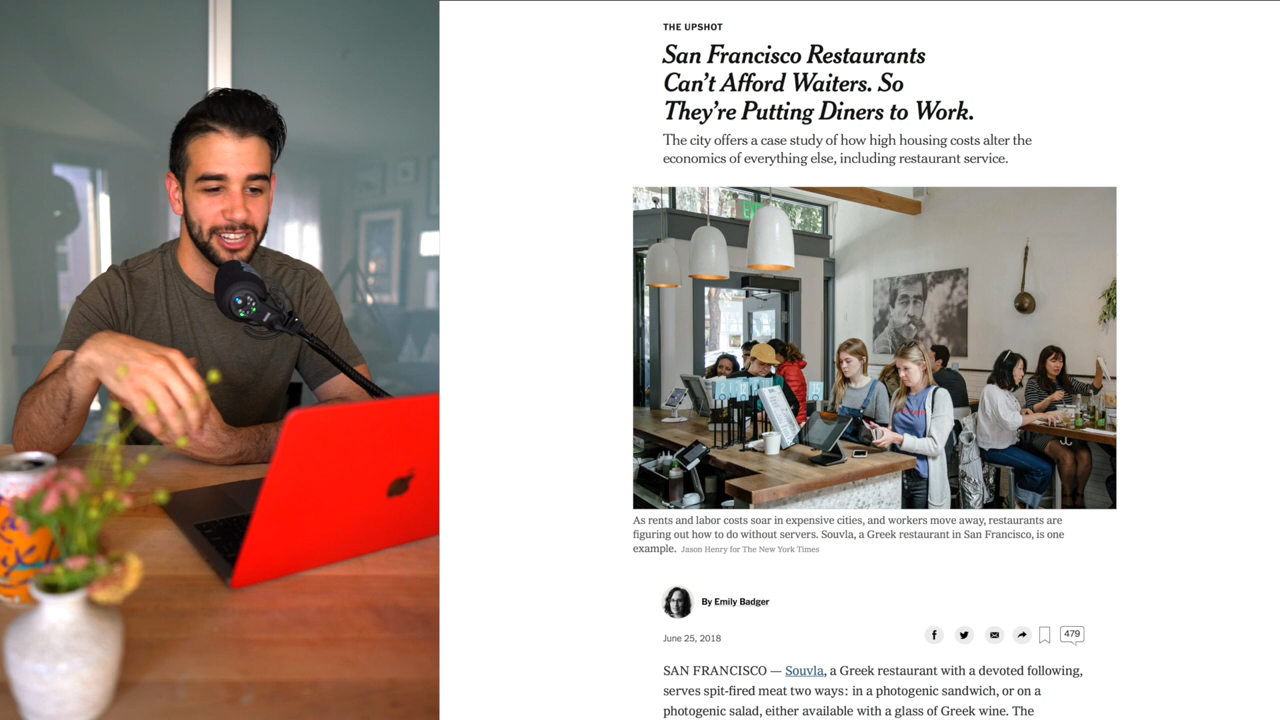 THE UPSHOT
San Francisco Restaurants
Can’t Afford Waiters. So
They’re Putting Diners to Work.
The city offers a case study of how high housing costs alter the
economics of everything else, including restaurant service.
As rents and labor costs soar in expensive cities, and workers move away, restaurants are
figuring out how to do without servers. Souvla, a Greek restaurant in San Francisco, is one
example. Jason Henry for The New York Times
By Emily Badger
June 25, 2018
479
SAN FRANCISCO — Souvla, a Greek restaurant with a devoted following,
serves spit-fired meat two ways: in a photogenic sandwich, or on a
photogenic salad, either available with a glass of Greek wine. The